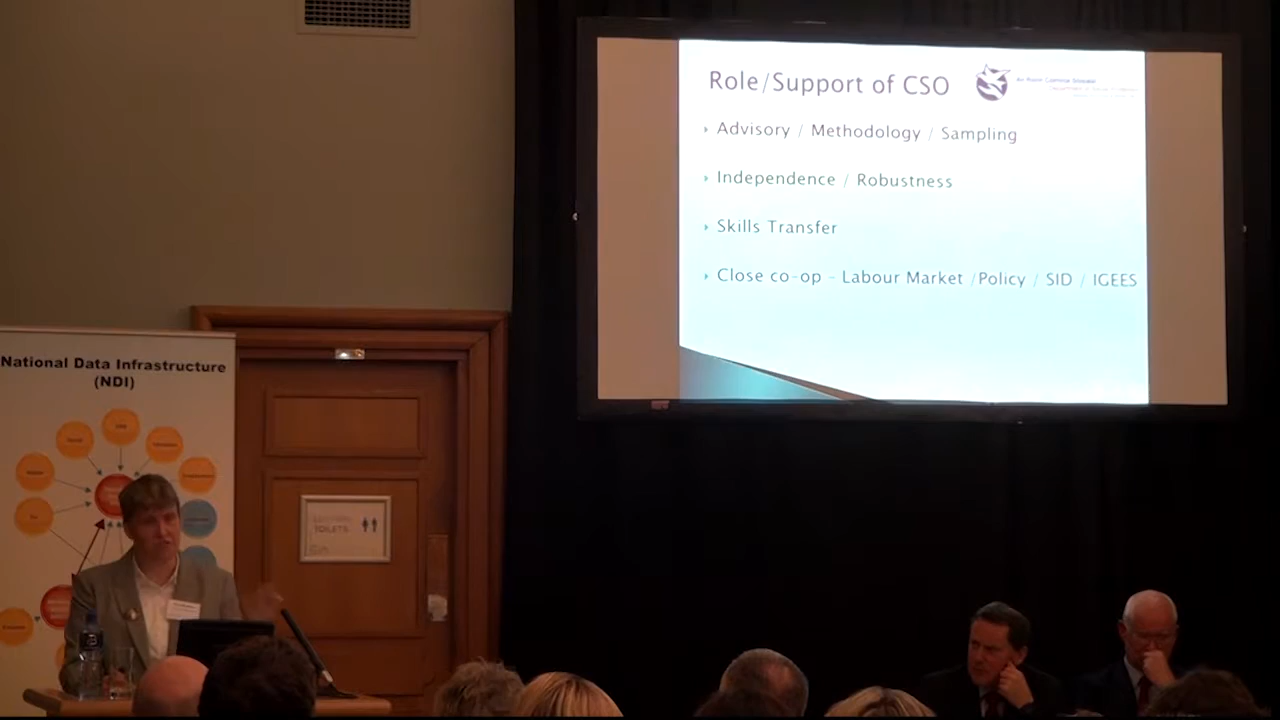 Role/Support of CSO
› Advisory / Methodology / Sampling
› Independence / Robustness
› Skills Transfer
› Close co-op - Labour Market /Policy / SID / IGEES
National Data Infrastructure
(NDI)
TOILETS